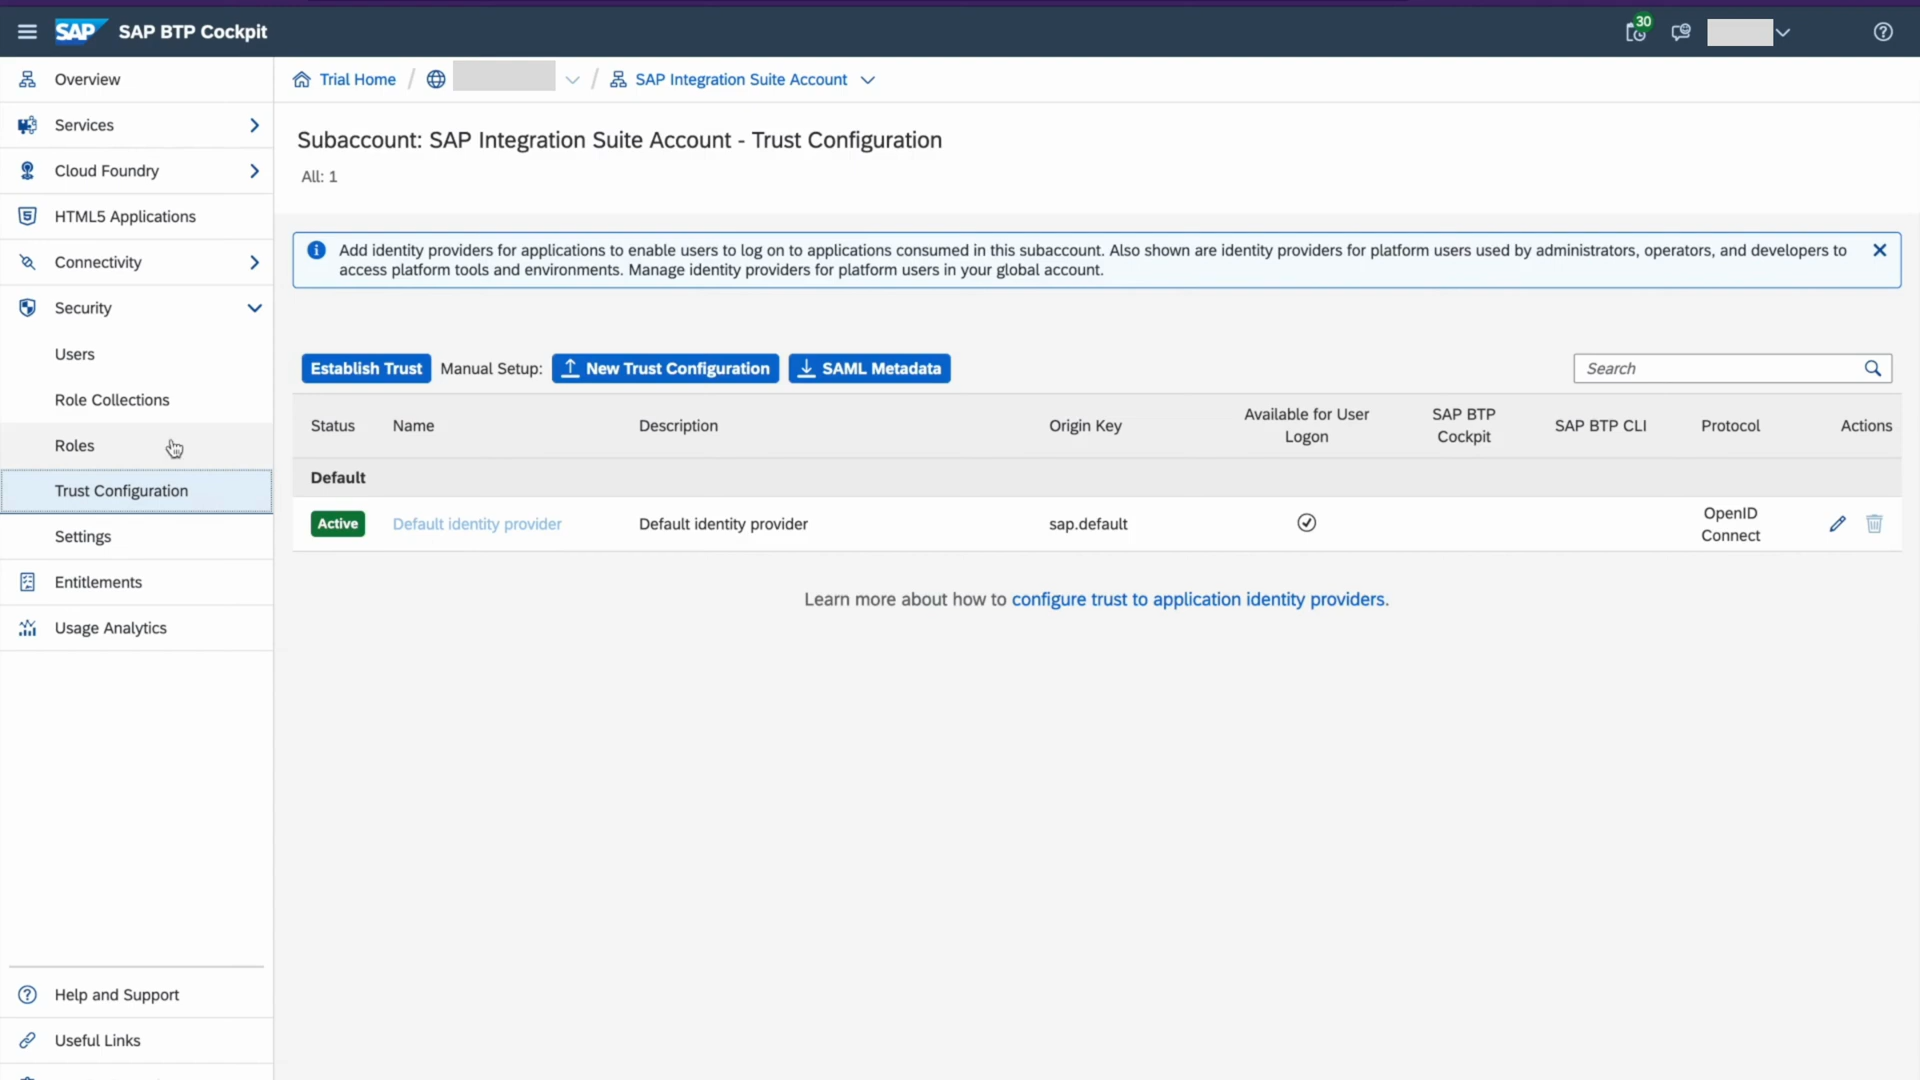 SAP SAP BTP Cockpit
30
Overview
Services
Cloud Foundry
HTML5 Applications
Connectivity
Security
Users
Role Collections
Roles
Trust Configuration
Settings
Entitlements
Usage Analytics
Help and Support
Useful Links
Trial Home / / SAP Integration Suite Account
Subaccount: SAP Integration Suite Account - Trust Configuration
All: 1
Add identity providers for applications to enable users to log on to applications consumed in this subaccount. Also shown are identity providers for platform users used by administrators, operators, and developers to
access platform tools and environments. Manage identity providers for platform users in your global account.
Establish Trust Manual Setup: New Trust Configuration SAML Metadata Search
Status Name Description Origin Key Available for User Logon SAP BTP Cockpit SAP BTP CLI Protocol Actions
Default
Active Default identity provider Default identity provider sap.default OpenID Connect
Learn more about how to configure trust to application identity providers.